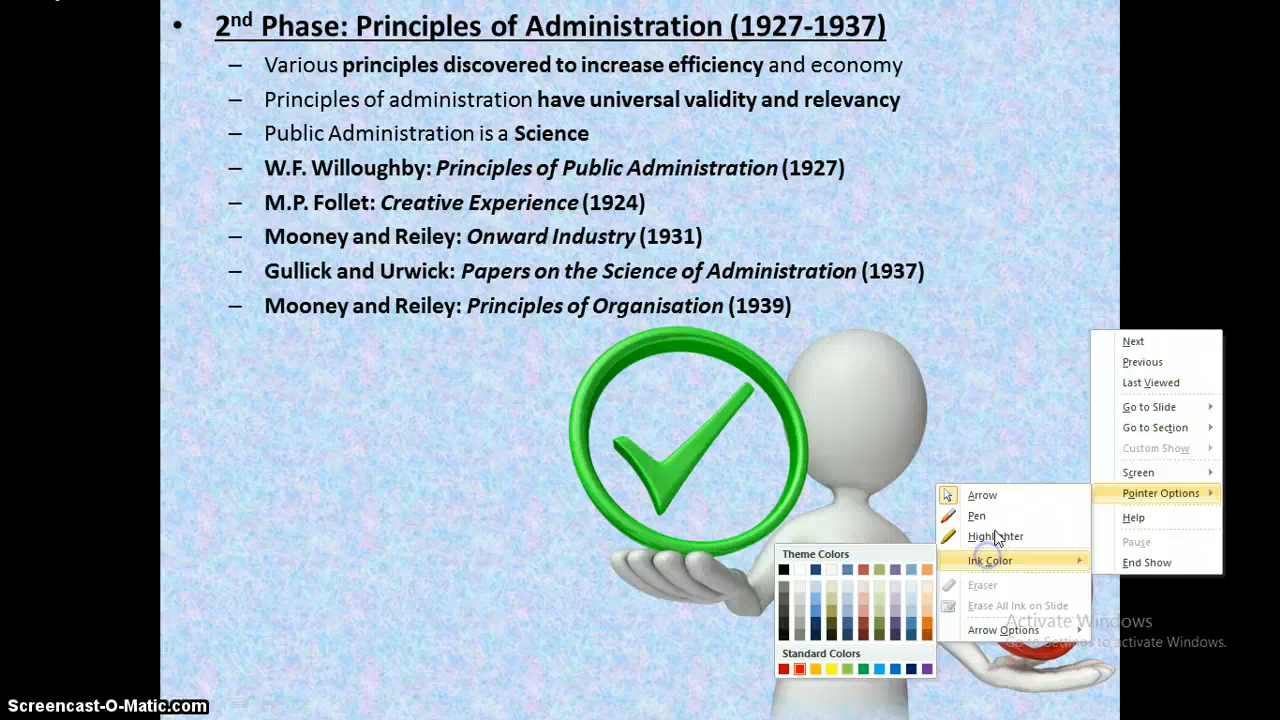 • 2nd Phase: Principles of Administration (1927-1937)
– Various principles discovered to increase efficiency and economy
– Principles of administration have universal validity and relevancy
– Public Administration is a Science
– W.F. Willoughby: Principles of Public Administration (1927)
– M.P. Follet: Creative Experience (1924)
– Mooney and Reiley: Onward Industry (1931)
– Gullick and Urwick: Papers on the Science of Administration (1937)
– Mooney and Reiley: Principles of Organisation (1939)
Next
Previous
Last Viewed
Go to Slide
Go to Section
Custom Show
Screen
Pointer Options
Help
Pause
End Show
Arrow
Pen
Highlighter
Ink Color
Eraser
Erase All Ink on Slide
Arrow Options
Theme Colors
Standard Colors
Activate Windows
Go to Settings to activate Windows.
Screencast-O-Matic.com